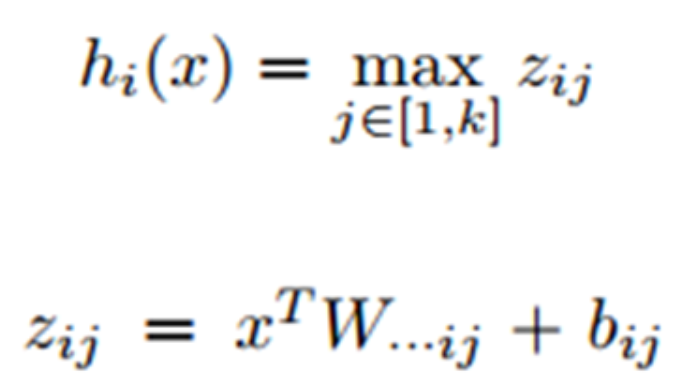 h_i(x) = max_{j∈[1,k]} z_{ij}
z_{ij} = x^T W_{...ij} + b_{ij}